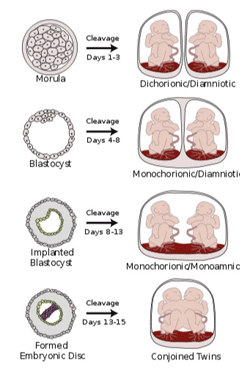 Cleavage
Days 1-3
Morula
Dichorionic/Diamniotic
Cleavage
Days 4-8
Blastocyst
Monochorionic/Diamniotic
Cleavage
Days 8-13
Implanted
Blastocyst
Monochorionic/Monoamnic
Cleavage
Days 13-15
Formed
Embryonic Disc
Conjoined Twins